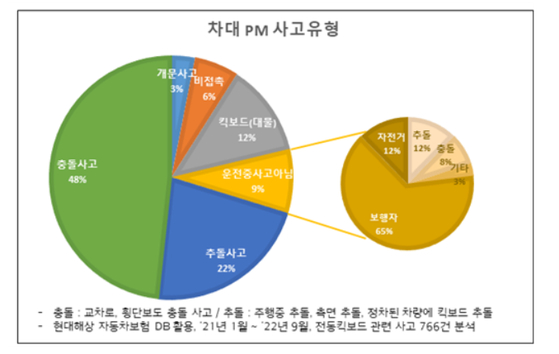 차대 PM 사고유형
개문사고
3%
비접촉
6%
킥보드(대물)
12%
운전중사고아님
9%
추돌사고
22%
충돌사고
48%
자전거
12%
추돌
12%
충돌
8%
기타
3%
보행자
65%
- 충돌 : 교차로, 횡단보도 충돌 사고 / 추돌 : 주행중 추돌, 측면 추돌, 정차된 차량에 킥보드 추돌
- 현대해상 자동차보험 DB 활용, '21년 1월 ~ '22년 9월, 전동킥보드 관련 사고 766건 분석